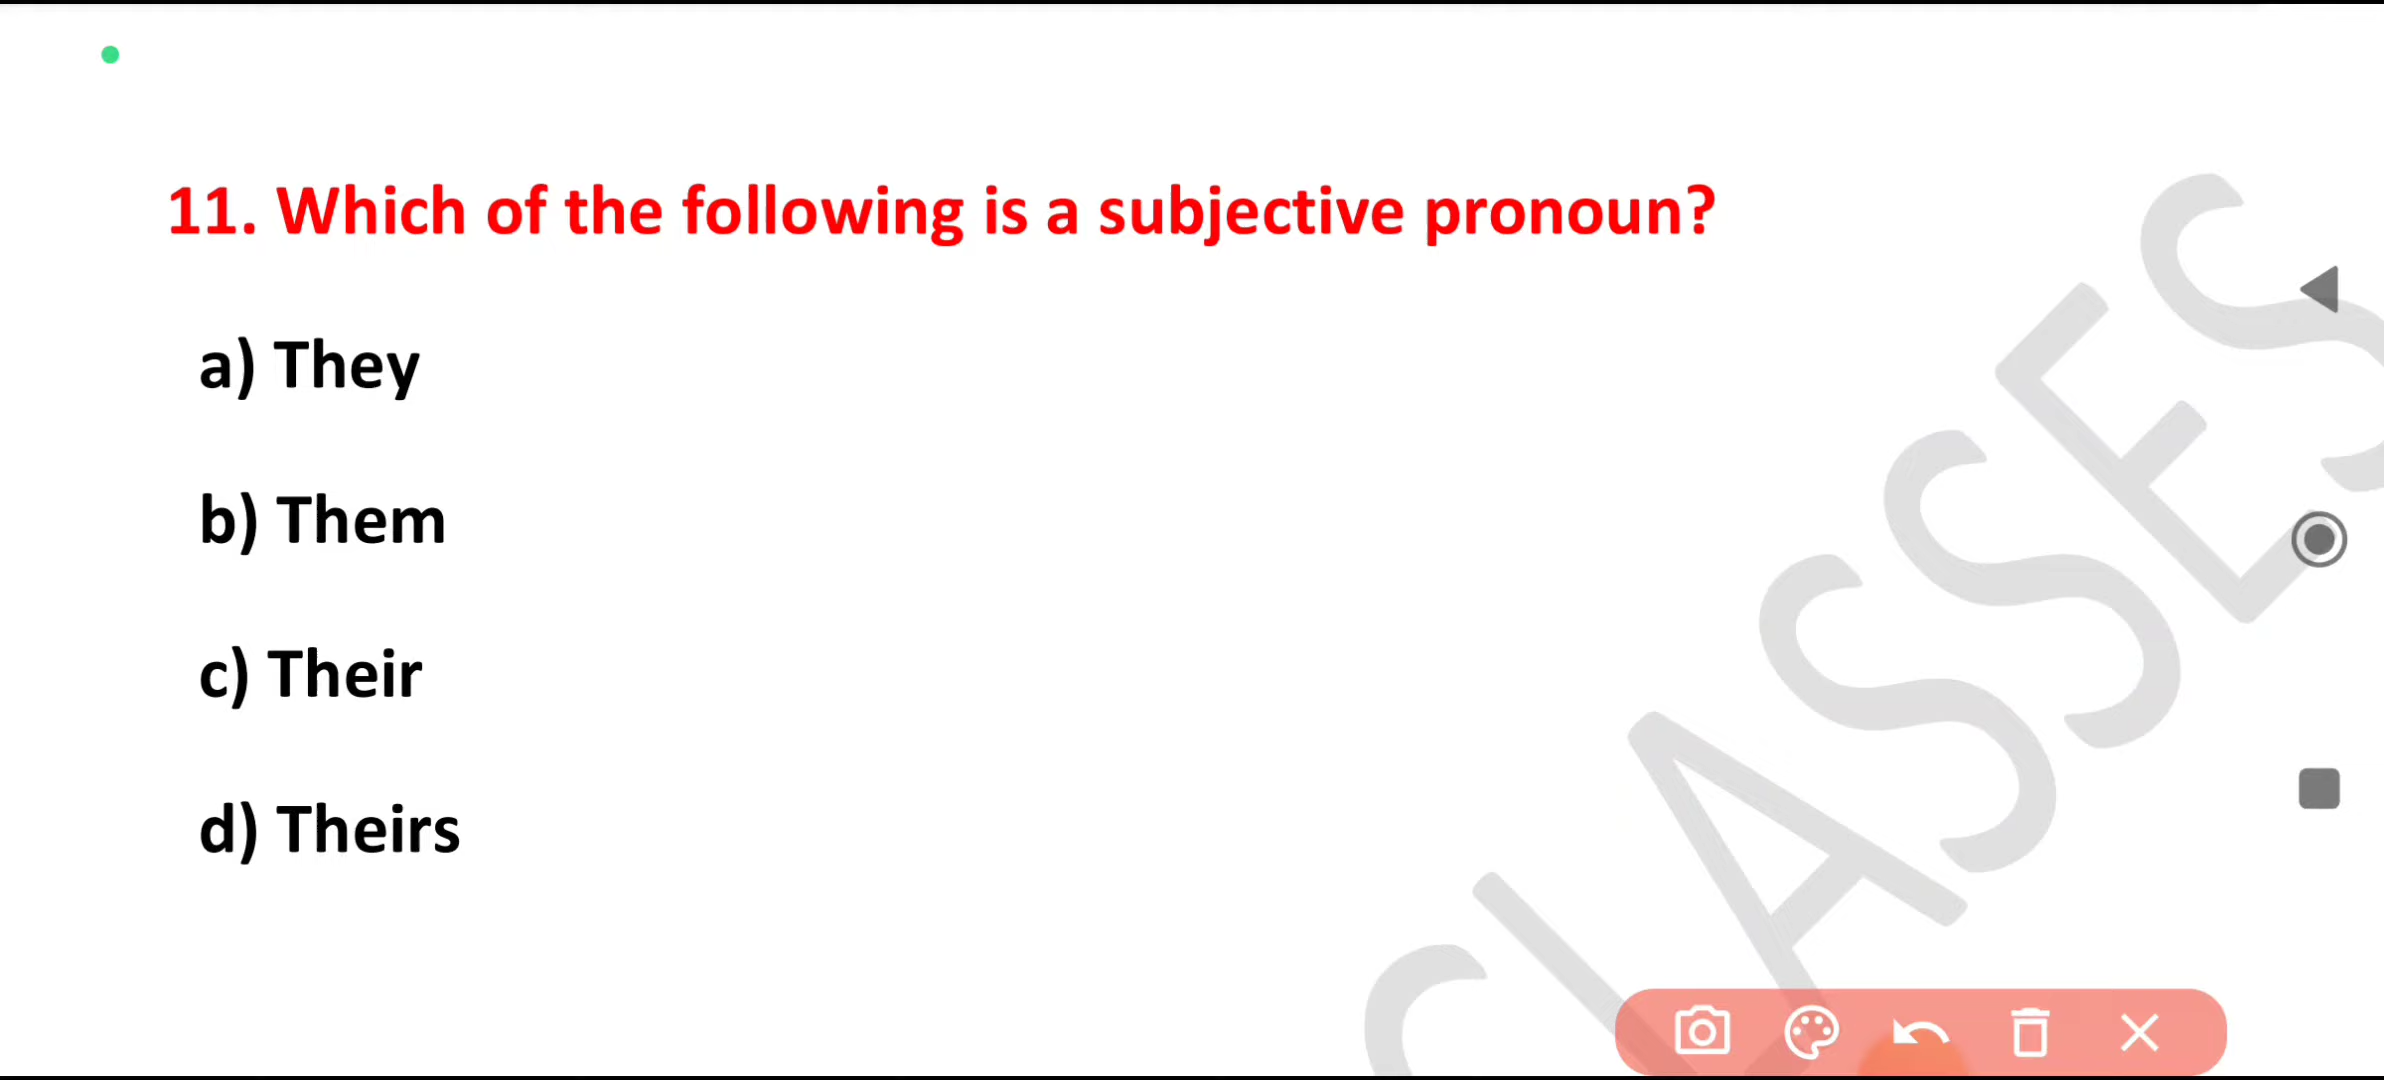 11. Which of the following is a subjective pronoun?
a) They
b) Them
c) Their
d) Theirs
CLASSES